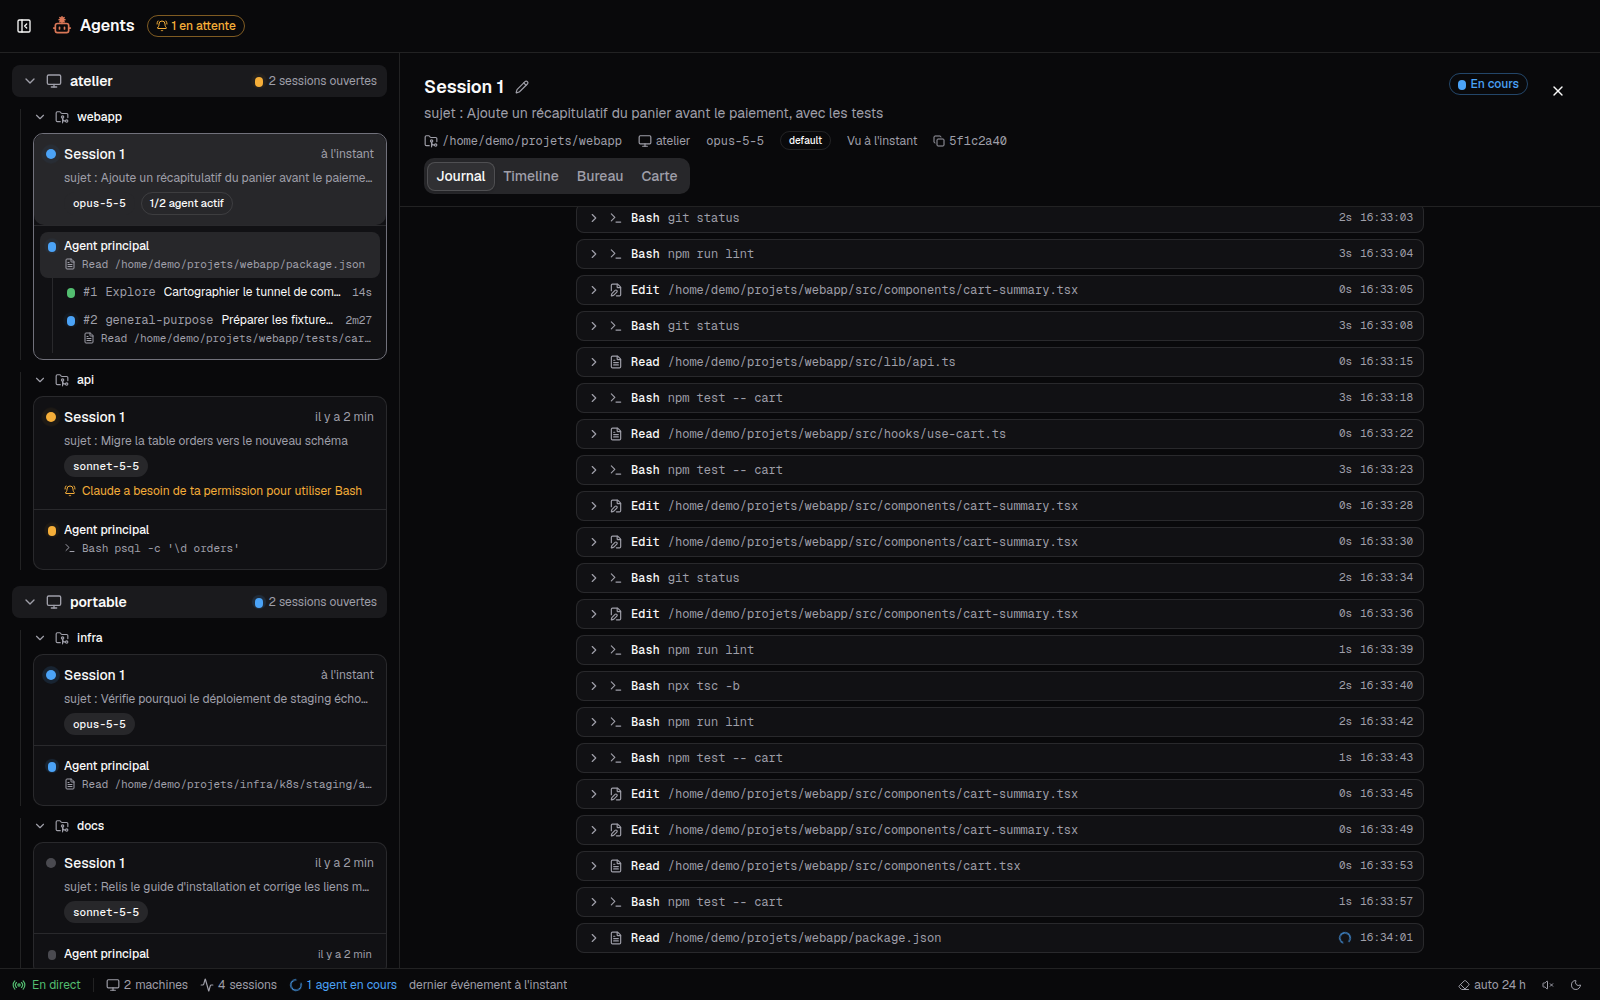 Agents
1 en attente
atelier
2 sessions ouvertes
webapp
Session 1
à l'instant
sujet : Ajoute un récapitulatif du panier avant le paieme…
opus-5-5
1/2 agent actif
Agent principal
Read /home/demo/projets/webapp/package.json
#1 Explore Cartographier le tunnel de com… 14s
#2 general-purpose Préparer les fixture… 2m27
Read /home/demo/projets/webapp/tests/car…
api
Session 1
il y a 2 min
sujet : Migre la table orders vers le nouveau schéma
sonnet-5-5
Claude a besoin de ta permission pour utiliser Bash
Agent principal
Bash psql -c '\d orders'
portable
2 sessions ouvertes
infra
Session 1
à l'instant
sujet : Vérifie pourquoi le déploiement de staging écho…
opus-5-5
Agent principal
Read /home/demo/projets/infra/k8s/staging/a…
docs
Session 1
il y a 2 min
sujet : Relis le guide d'installation et corrige les liens m…
sonnet-5-5
Agent principal
il y a 2 min
Session 1
En cours
sujet : Ajoute un récapitulatif du panier avant le paiement, avec les tests
/home/demo/projets/webapp atelier opus-5-5 default Vu à l'instant 5f1c2a40
Journal Timeline Bureau Carte
Bash git status 2s 16:33:03
Bash npm run lint 3s 16:33:04
Edit /home/demo/projets/webapp/src/components/cart-summary.tsx 0s 16:33:05
Bash git status 3s 16:33:08
Read /home/demo/projets/webapp/src/lib/api.ts 0s 16:33:15
Bash npm test -- cart 3s 16:33:18
Read /home/demo/projets/webapp/src/hooks/use-cart.ts 0s 16:33:22
Bash npm test -- cart 3s 16:33:23
Edit /home/demo/projets/webapp/src/components/cart-summary.tsx 0s 16:33:28
Edit /home/demo/projets/webapp/src/components/cart-summary.tsx 0s 16:33:30
Bash git status 2s 16:33:34
Edit /home/demo/projets/webapp/src/components/cart-summary.tsx 0s 16:33:36
Bash npm run lint 1s 16:33:39
Bash npx tsc -b 2s 16:33:40
Bash npm run lint 2s 16:33:42
Bash npm test -- cart 1s 16:33:43
Edit /home/demo/projets/webapp/src/components/cart-summary.tsx 0s 16:33:45
Edit /home/demo/projets/webapp/src/components/cart-summary.tsx 0s 16:33:49
Read /home/demo/projets/webapp/src/components/cart.tsx 0s 16:33:53
Bash npm test -- cart 1s 16:33:57
Read /home/demo/projets/webapp/package.json 16:34:01
En direct 2 machines 4 sessions 1 agent en cours dernier événement à l'instant auto 24 h